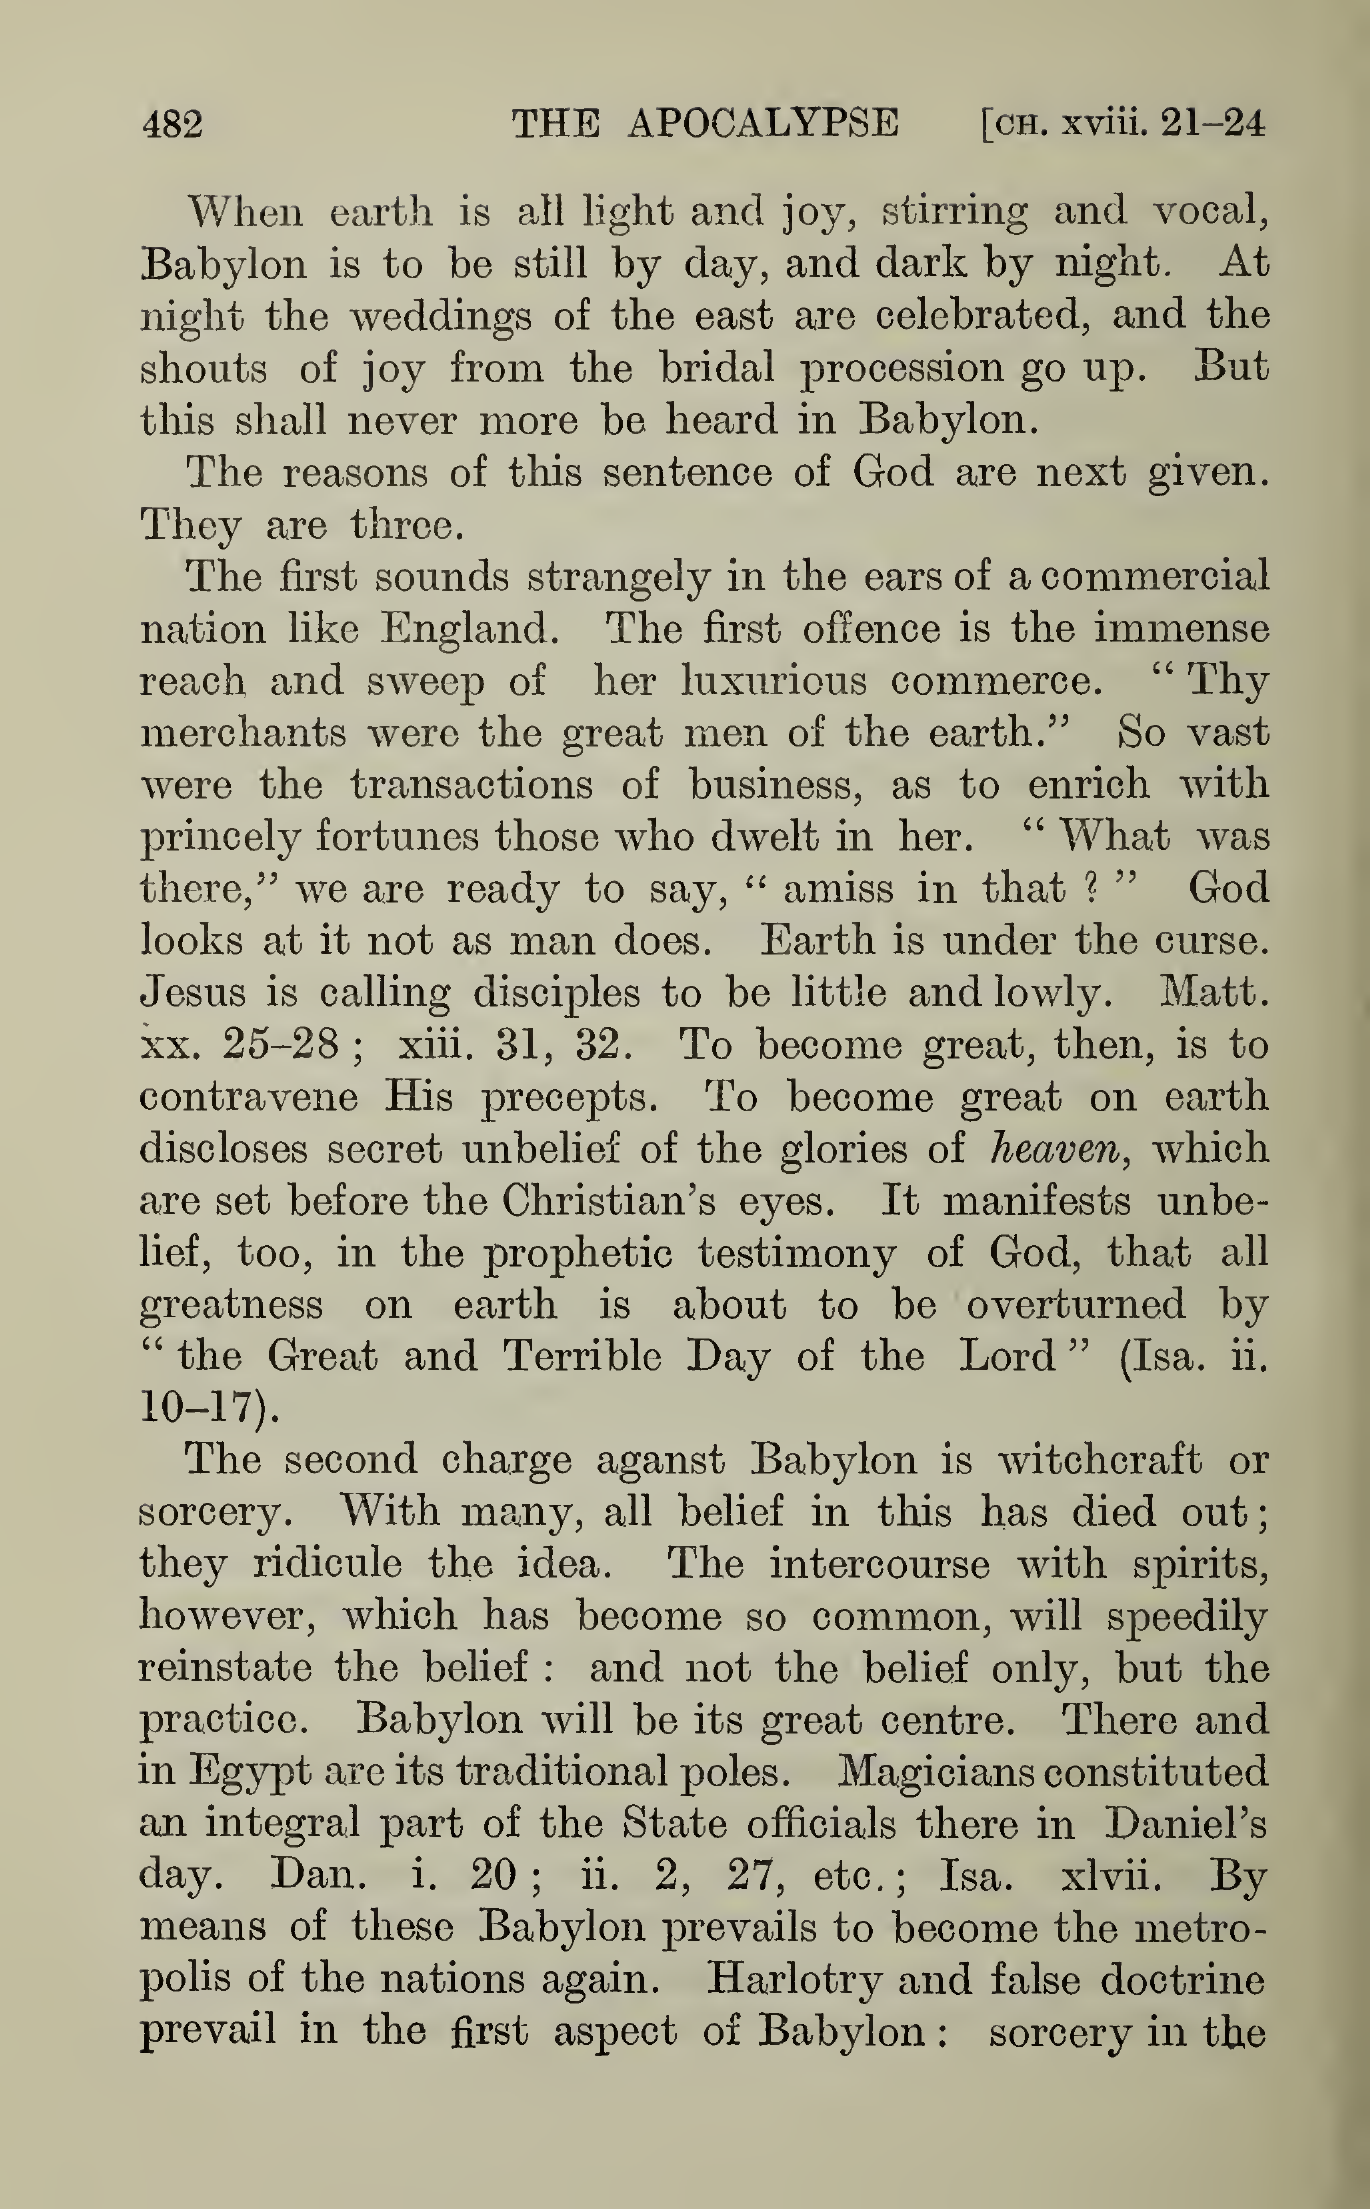 482 THE APOCALYPSE [CH. xviii. 21–24
When earth is all light and joy, stirring and vocal,
Babylon is to be still by day, and dark by night. At
night the weddings of the east are celebrated, and the
shouts of joy from the bridal procession go up. But
this shall never more be heard in Babylon.
The reasons of this sentence of God are next given.
They are three.
The first sounds strangely in the ears of a commercial
nation like England. The first offence is the immense
reach and sweep of her luxurious commerce. “ Thy
merchants were the great men of the earth.” So vast
were the transactions of business, as to enrich with
princely fortunes those who dwelt in her. “ What was
there,” we are ready to say, “ amiss in that ? ” God
looks at it not as man does. Earth is under the curse.
Jesus is calling disciples to be little and lowly. Matt.
xx. 25–28 ; xiii. 31, 32. To become great, then, is to
contravene His precepts. To become great on earth
discloses secret unbelief of the glories of heaven, which
are set before the Christian’s eyes. It manifests unbe-
lief, too, in the prophetic testimony of God, that all
greatness on earth is about to be overturned by
“ the Great and Terrible Day of the Lord ” (Isa. ii.
10–17).
The second charge aganst Babylon is witchcraft or
sorcery. With many, all belief in this has died out ;
they ridicule the idea. The intercourse with spirits,
however, which has become so common, will speedily
reinstate the belief : and not the belief only, but the
practice. Babylon will be its great centre. There and
in Egypt are its traditional poles. Magicians constituted
an integral part of the State officials there in Daniel’s
day. Dan. i. 20 ; ii. 2, 27, etc. ; Isa. xlvii. By
means of these Babylon prevails to become the metro-
polis of the nations again. Harlotry and false doctrine
prevail in the first aspect of Babylon : sorcery in the